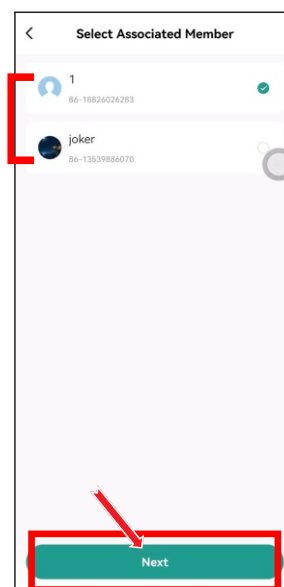 Select Associated Member
1
86-18826026283
joker
86-13539886070
Next